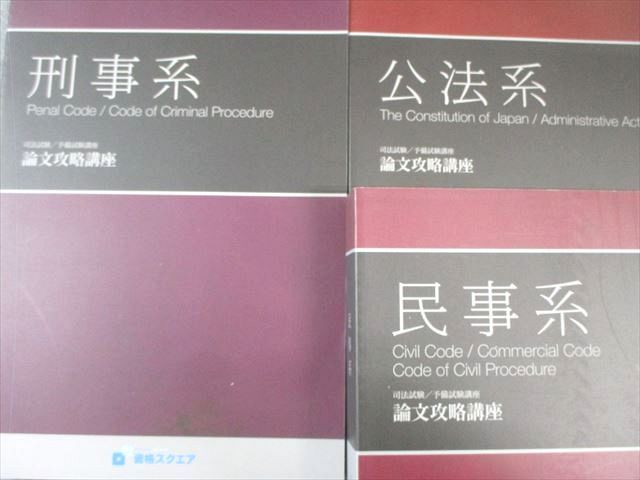 刑事系
Penal Code / Code of Criminal Procedure
司法試験／予備試験講座
論文攻略講座
資格スクエア
公法系
The Constitution of Japan / Administrative Act
司法試験／予備試験講座
論文攻略講座
民事系
Civil Code / Commercial Code
Code of Civil Procedure
司法試験／予備試験講座
論文攻略講座